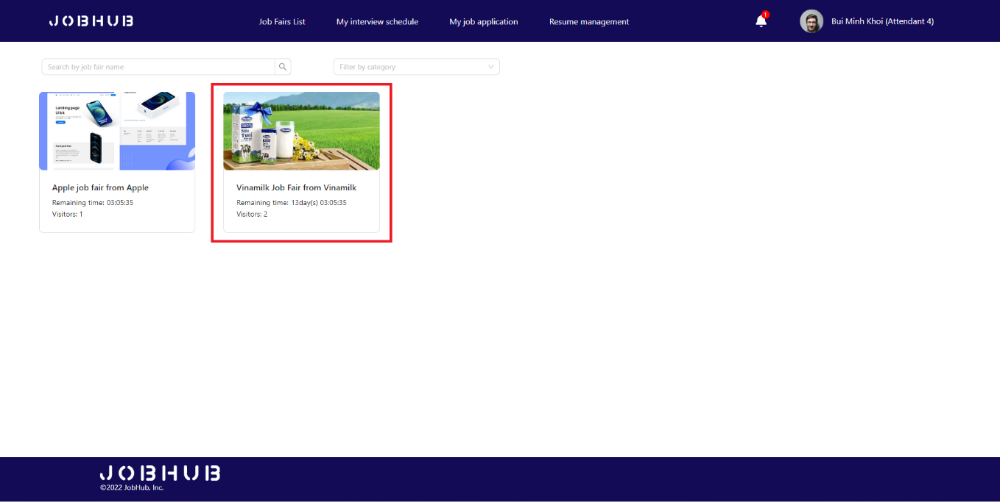 JOBHUB
Job Fairs List
My interview schedule
My job application
Resume management
1
Bui Minh Khoi (Attendant 4)
Search by job fair name
Filter by category
Landing page
UI kit
100%
Sữa
Tươi
Apple job fair from Apple
Remaining time: 03:05:35
Visitors: 1
Vinamilk Job Fair from Vinamilk
Remaining time: 13day(s) 03:05:35
Visitors: 2
JOBHUB
©2022 JobHub, Inc.